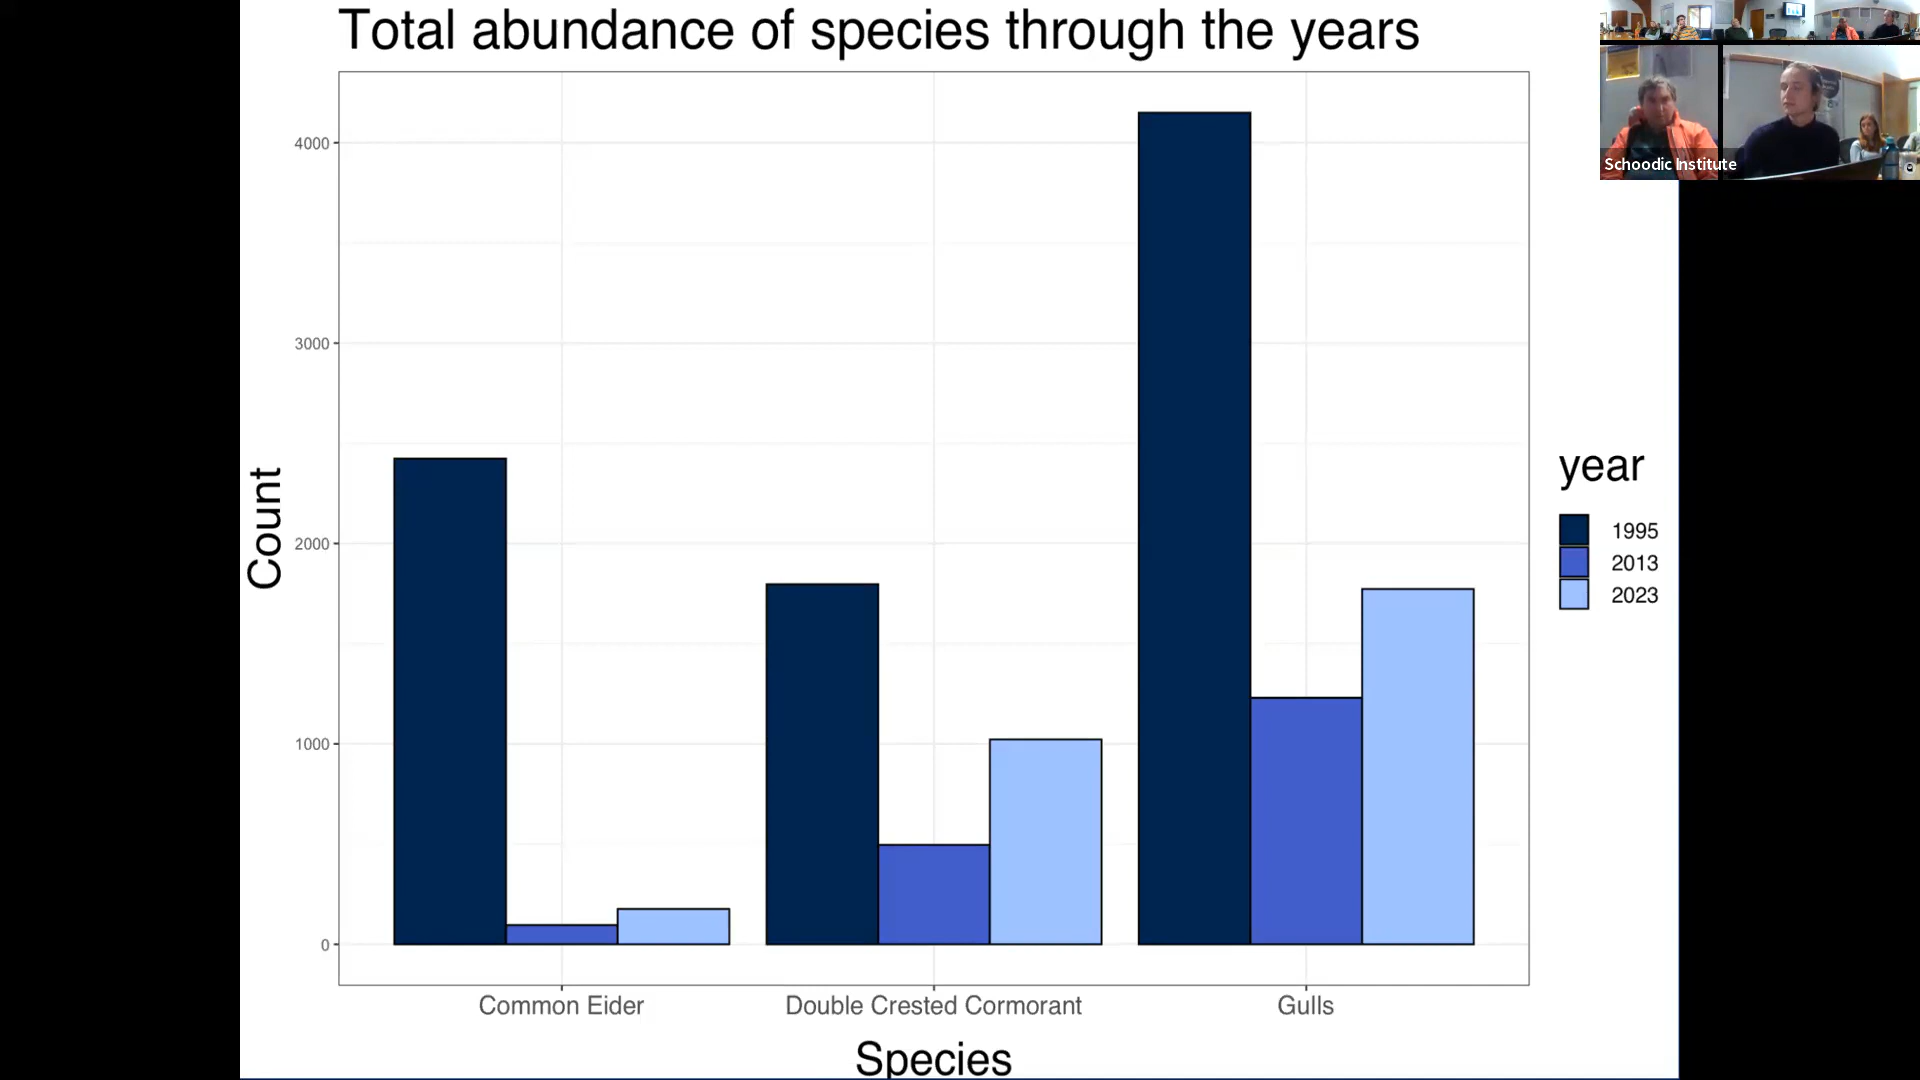 Total abundance of species through the years
Schoodic Institute
4000
3000
2000
1000
0
Count
Common Eider
Double Crested Cormorant
Gulls
Species
year
1995
2013
2023